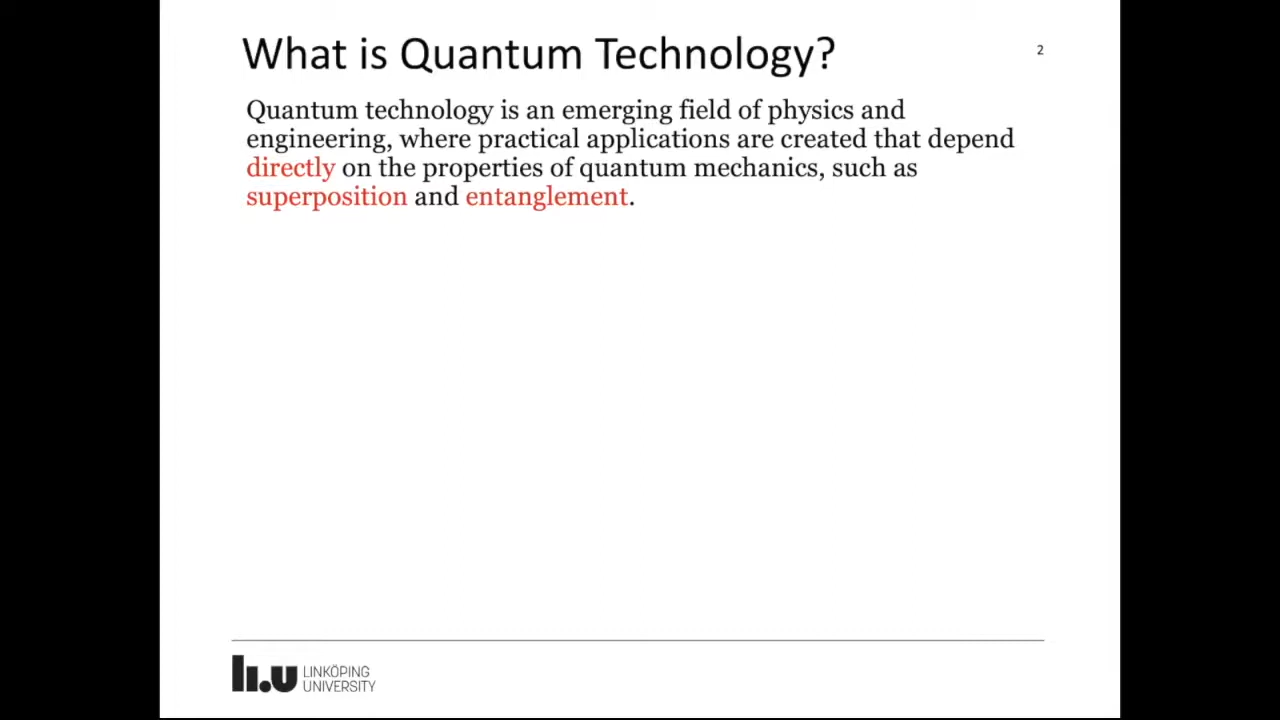 What is Quantum Technology?
2
Quantum technology is an emerging field of physics and
engineering, where practical applications are created that depend
directly on the properties of quantum mechanics, such as
superposition and entanglement.
li.u LINKÖPING
UNIVERSITY